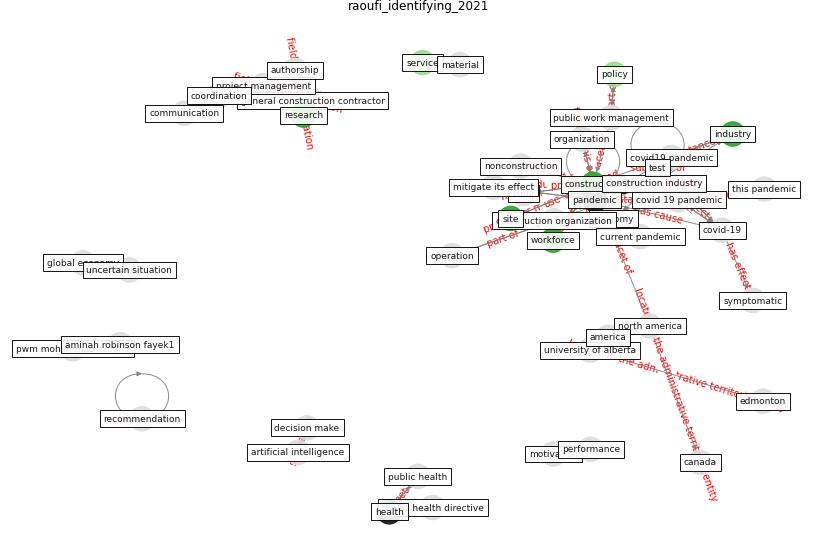 raoufi_identifying_2021
field
authorship
project management
coordination
general construction contractor
communication
research
service
material
policy
public work management
organization
industry
covid19 pandemic
test
nonconstruction
mitigate its effect
construction industry
this pandemic
pandemic
covid 19 pandemic
site
construction organization
covid-19
workforce
current pandemic
operation
part of
has cause
has effect
symptomatic
global economy
uncertain situation
north america
america
university of alberta
aminah robinson fayek1
pwm moh
recommendation
edmonton
canada
the administrative territ
entity
decision make
artificial intelligence
motiva
performance
public health
health directive
health